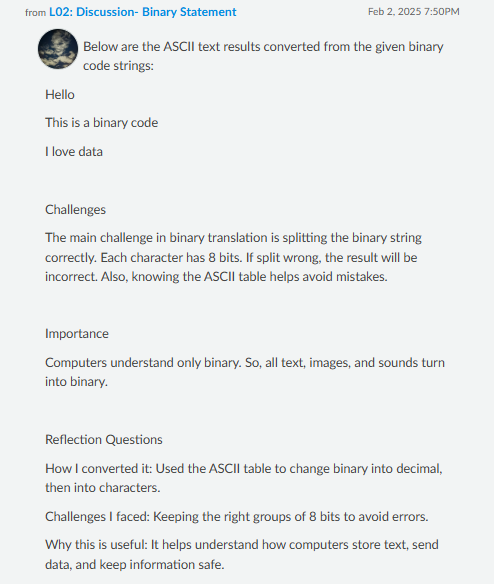 from L02: Discussion- Binary Statement Feb 2, 2025 7:50PM
Below are the ASCII text results converted from the given binary
code strings:
Hello
This is a binary code
I love data
Challenges
The main challenge in binary translation is splitting the binary string
correctly. Each character has 8 bits. If split wrong, the result will be
incorrect. Also, knowing the ASCII table helps avoid mistakes.
Importance
Computers understand only binary. So, all text, images, and sounds turn
into binary.
Reflection Questions
How I converted it: Used the ASCII table to change binary into decimal,
then into characters.
Challenges I faced: Keeping the right groups of 8 bits to avoid errors.
Why this is useful: It helps understand how computers store text, send
data, and keep information safe.